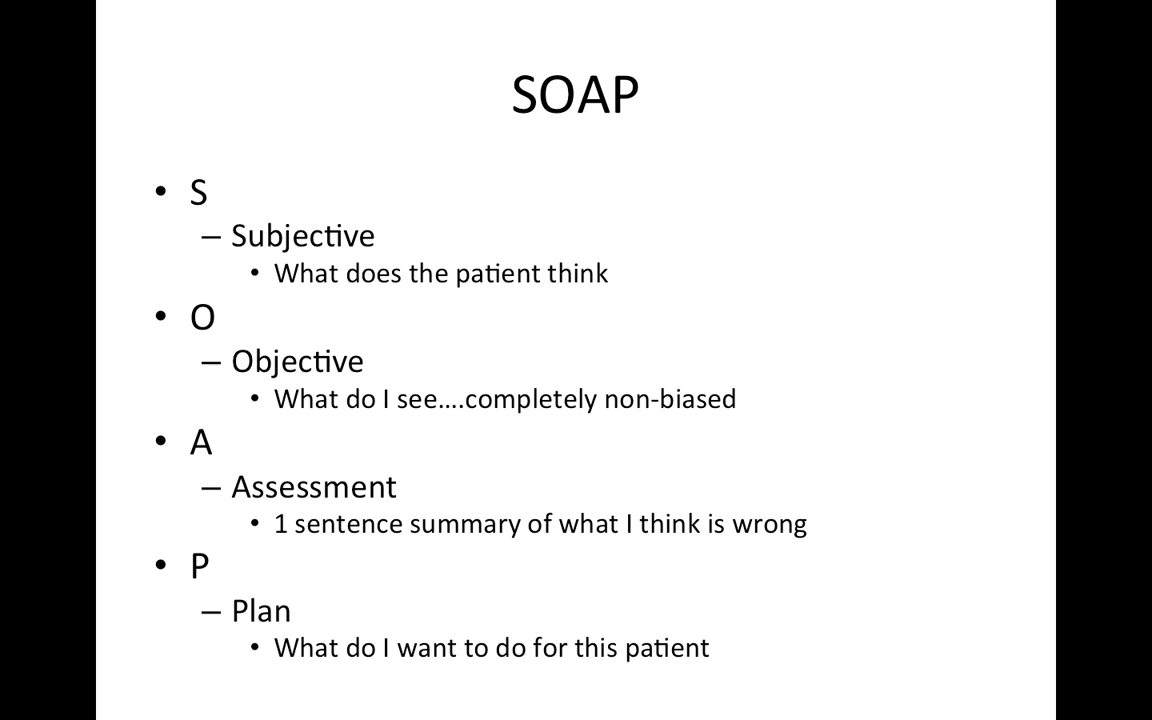 SOAP
• S
– Subjective
• What does the patient think
• O
– Objective
• What do I see....completely non-biased
• A
– Assessment
• 1 sentence summary of what I think is wrong
• P
– Plan
• What do I want to do for this patient